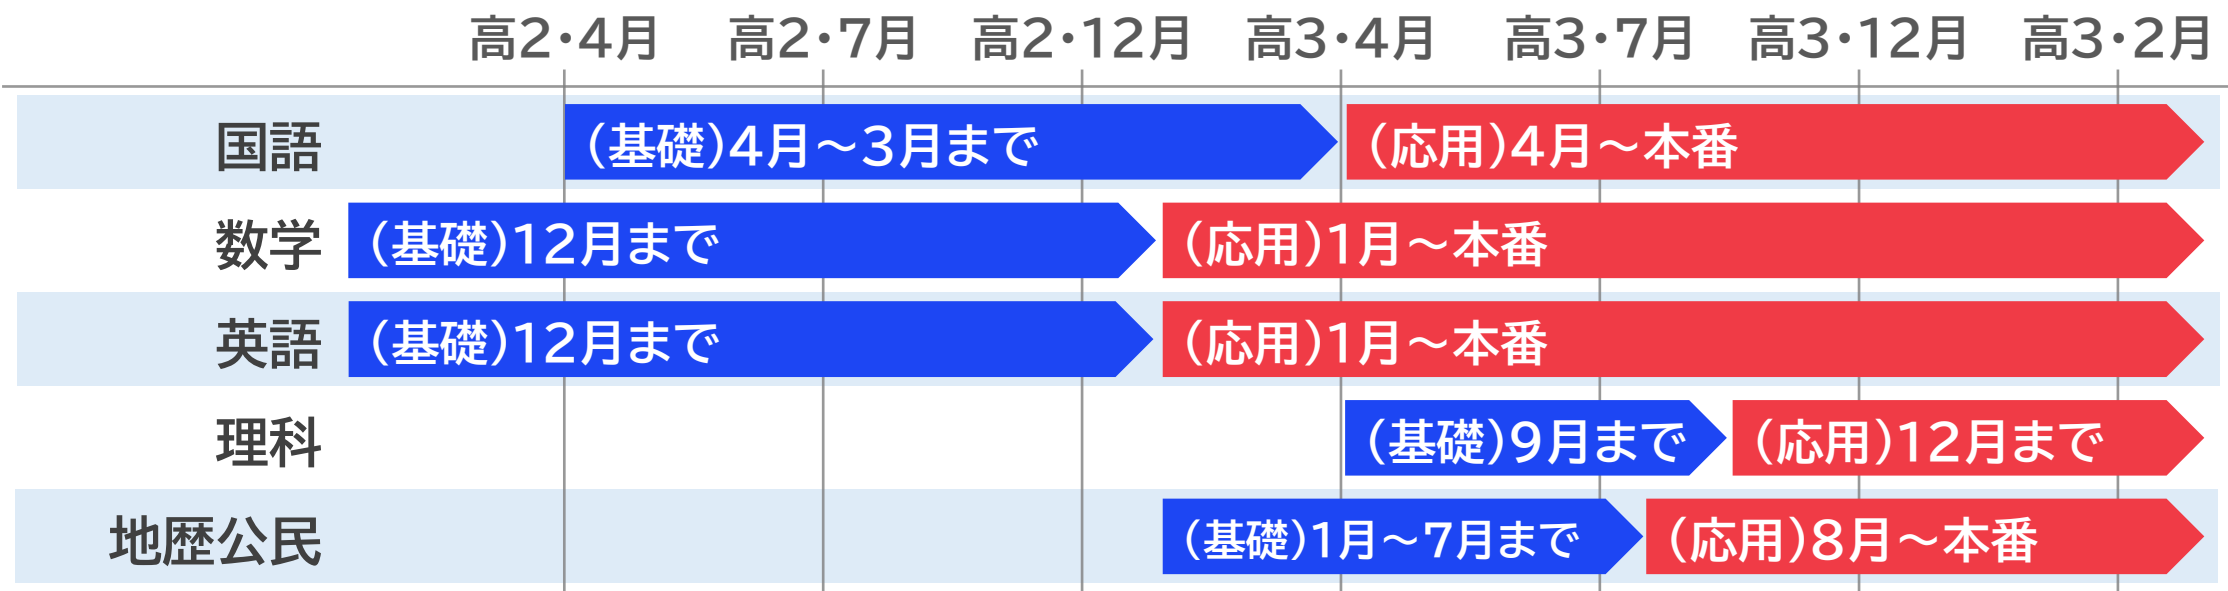 高2・4月 高2・7月 高2・12月 高3・4月 高3・7月 高3・12月 高3・2月
国語 (基礎)4月～3月まで (応用)4月～本番
数学 (基礎)12月まで (応用)1月～本番
英語 (基礎)12月まで (応用)1月～本番
理科 (基礎)9月まで (応用)12月まで
地歴公民 (基礎)1月～7月まで (応用)8月～本番